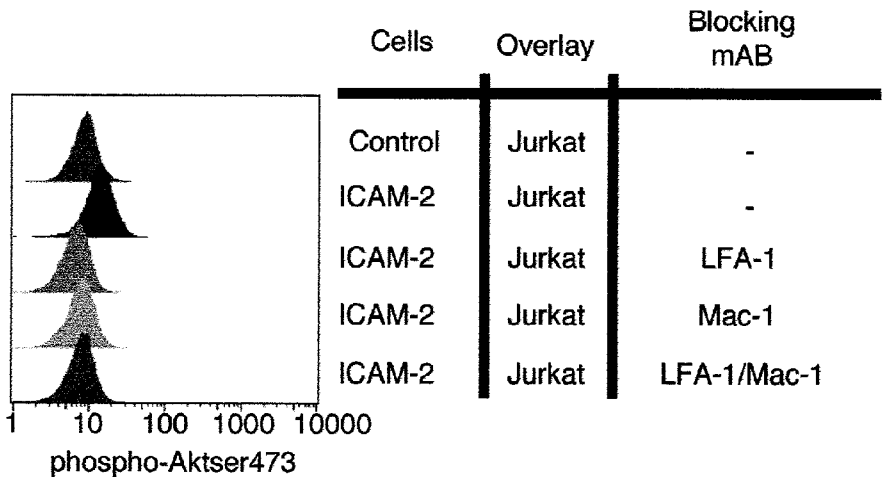 Cells Overlay Blocking mAB
Control Jurkat -
ICAM-2 Jurkat -
ICAM-2 Jurkat LFA-1
ICAM-2 Jurkat Mac-1
ICAM-2 Jurkat LFA-1/Mac-1
1 10 100 1000 10000
phospho-Aktser473